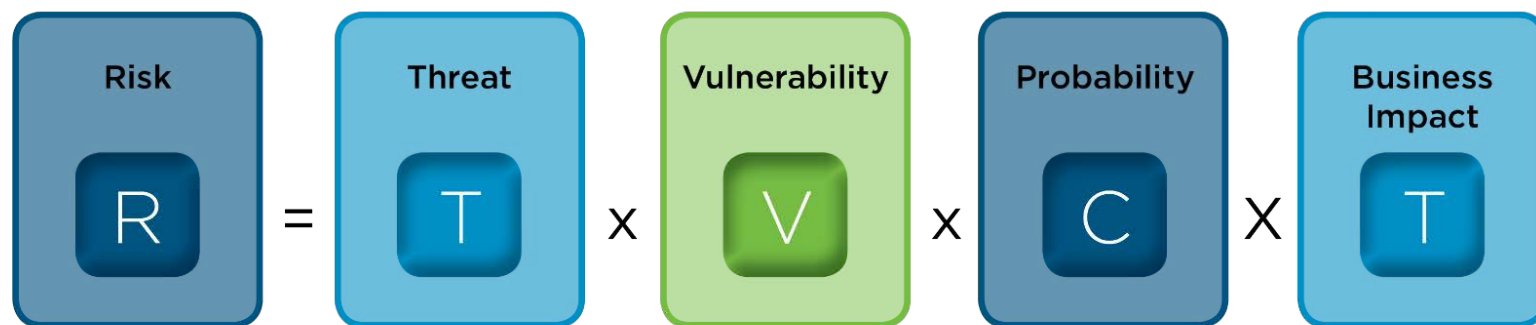 Risk
Threat
Vulnerability
Probability
Business
Impact
R = T x V x C X T